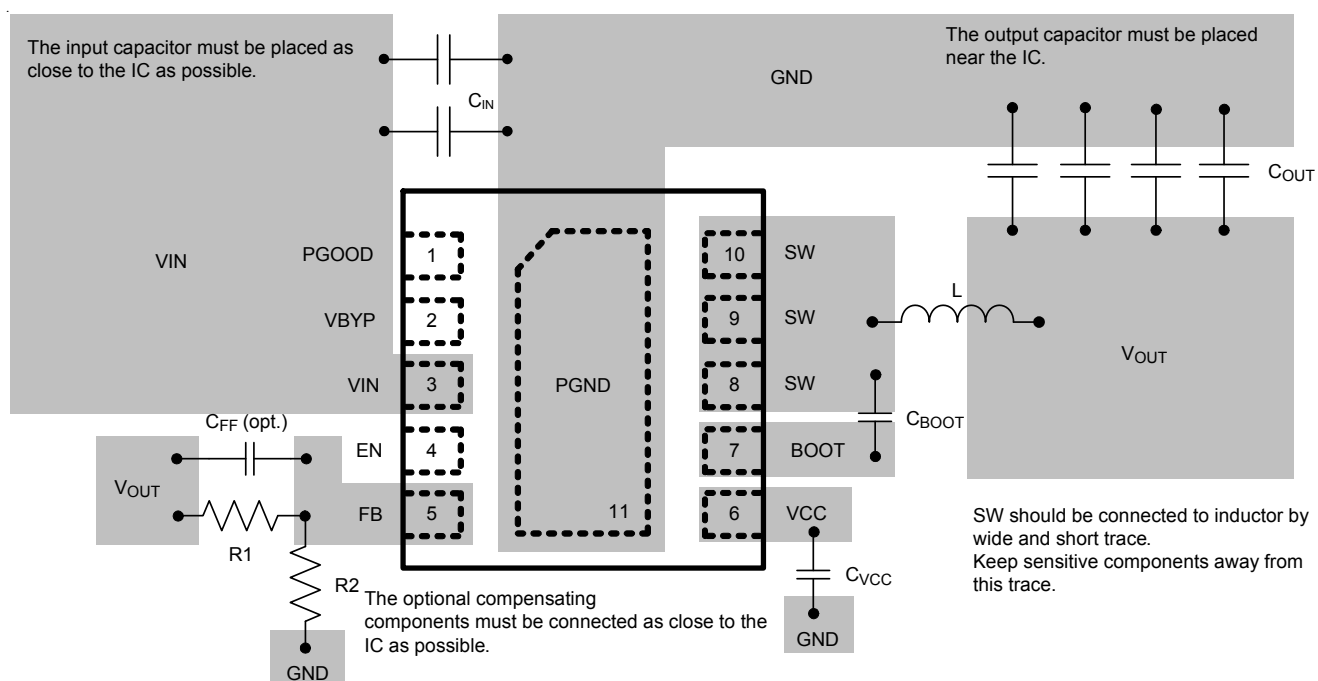 The input capacitor must be placed as
close to the IC as possible.
CIN
GND
The output capacitor must be placed
near the IC.
COUT
VIN
PGOOD
1
VBYP
2
VIN
3
EN
4
FB
5
PGND
11
10
SW
9
SW
8
SW
7
BOOT
6
VCC
L
VOUT
CBOOT
CFF (opt.)
VOUT
R1
R2
GND
The optional compensating
components must be connected as close to the
IC as possible.
CVCC
GND
SW should be connected to inductor by
wide and short trace.
Keep sensitive components away from
this trace.